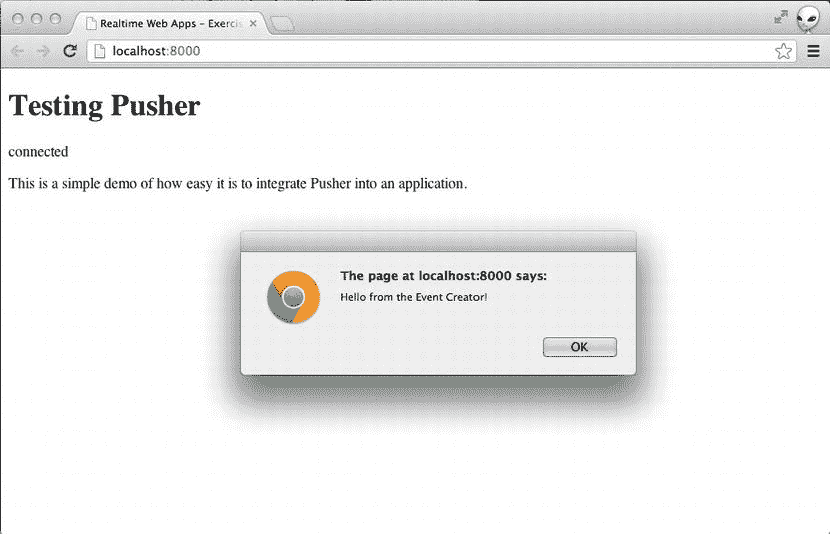 Realtime Web Apps – Exercis
localhost:8000
Testing Pusher
connected
This is a simple demo of how easy it is to integrate Pusher into an application.
The page at localhost:8000 says:
Hello from the Event Creator!
OK